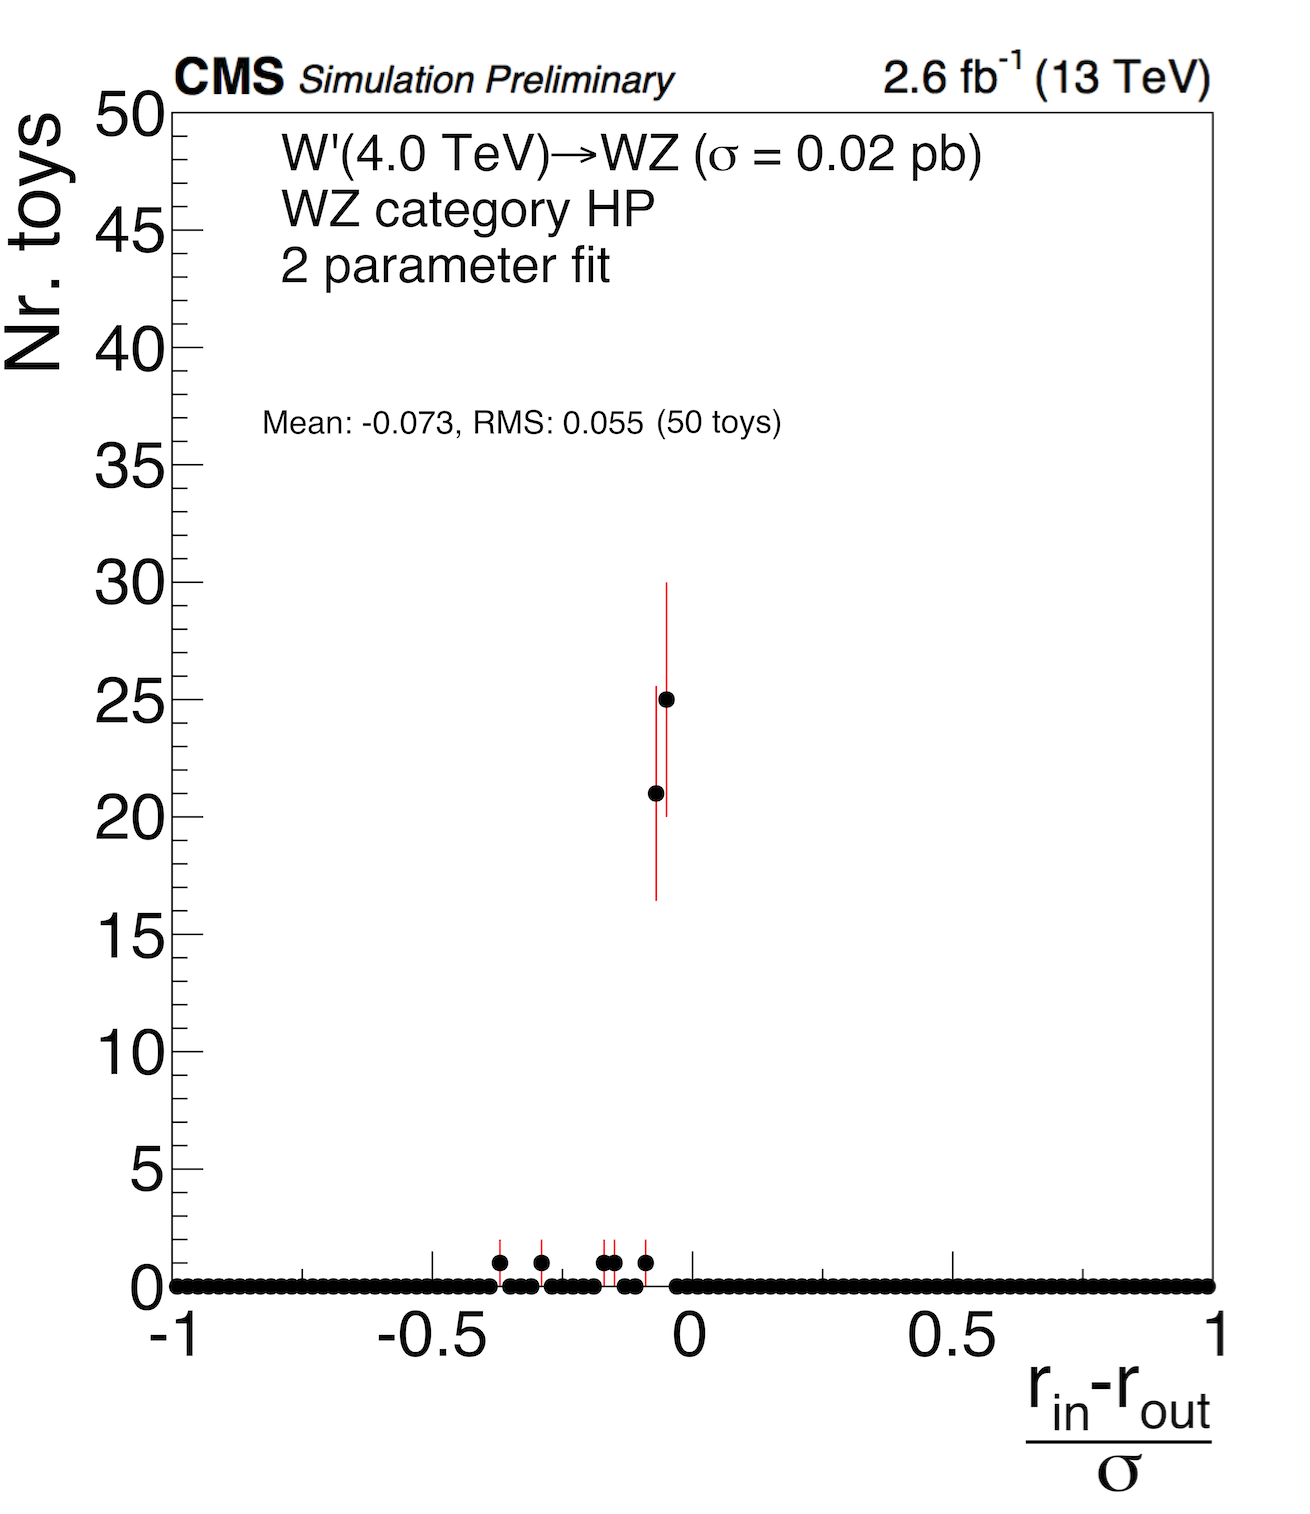 CMS Simulation Preliminary 2.6 fb⁻¹ (13 TeV)
W'(4.0 TeV)→WZ (σ = 0.02 pb)
WZ category HP
2 parameter fit
Mean: -0.073, RMS: 0.055 (50 toys)
Nr. toys
50
45
40
35
30
25
20
15
10
5
0
-1 -0.5 0 0.5 1
r_in-r_out
σ